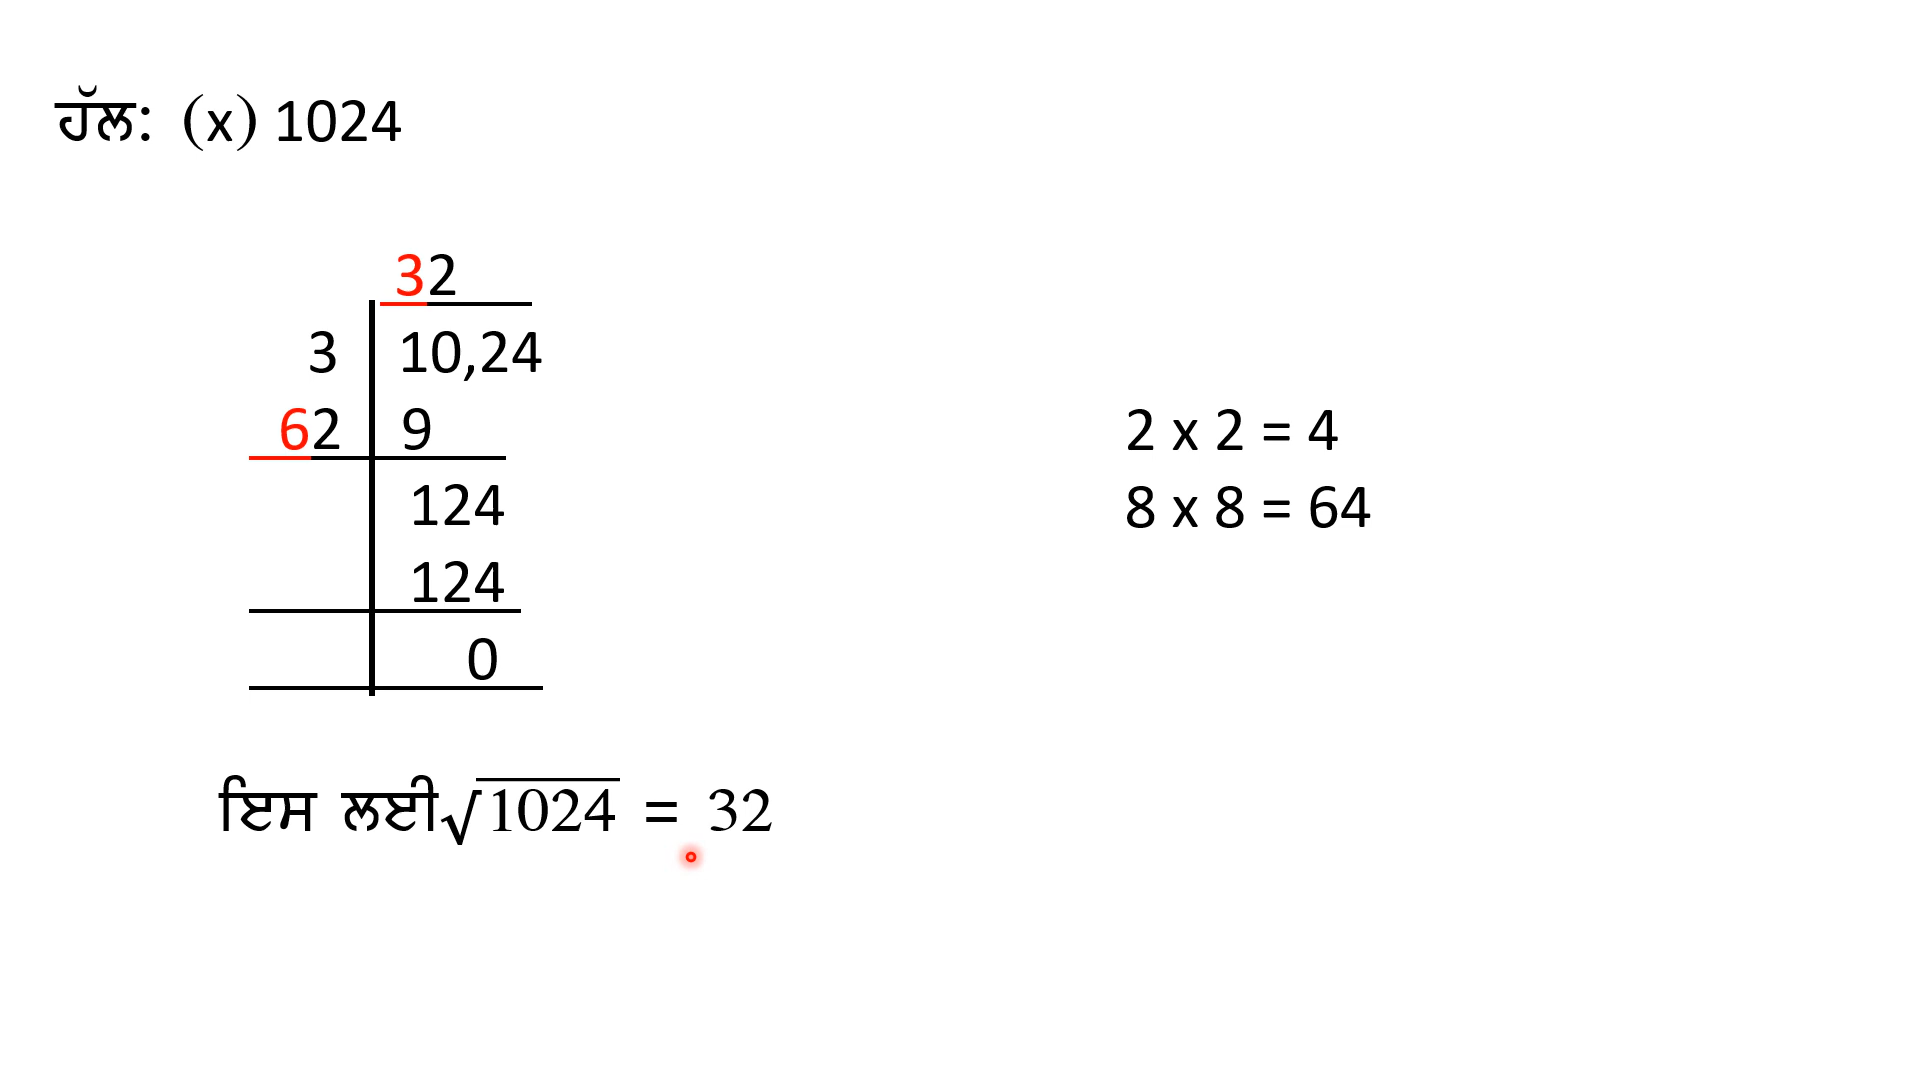 ਹੱਲ: (x) 1024
32
3 10,24
62 9
124
124
0
2 x 2 = 4
8 x 8 = 64
ਇਸ ਲਈ√1024 = 32